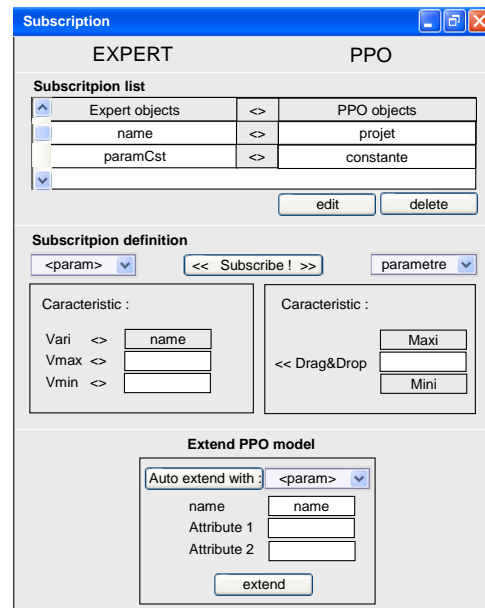 Subscription
EXPERT PPO
Subscritpion list
Expert objects <> PPO objects
name <> projet
paramCst <> constante
edit delete
Subscritpion definition
<param> << Subscribe ! >> parametre
Caracteristic : Caracteristic :
Vari <> name Maxi
Vmax <> << Drag&Drop
Vmin <> Mini
Extend PPO model
Auto extend with : <param>
name name
Attribute 1
Attribute 2
extend